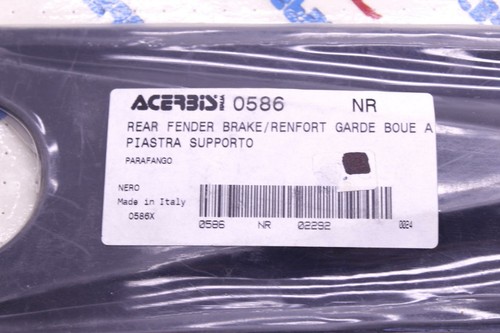 ACERBIS ITALIA 0586 NR
REAR FENDER BRAKE/RENFORT GARDE BOUE A
PIASTRA SUPPORTO
PARAFANGO
NERO
Made in Italy
0586X
0586 NR 02292 0024